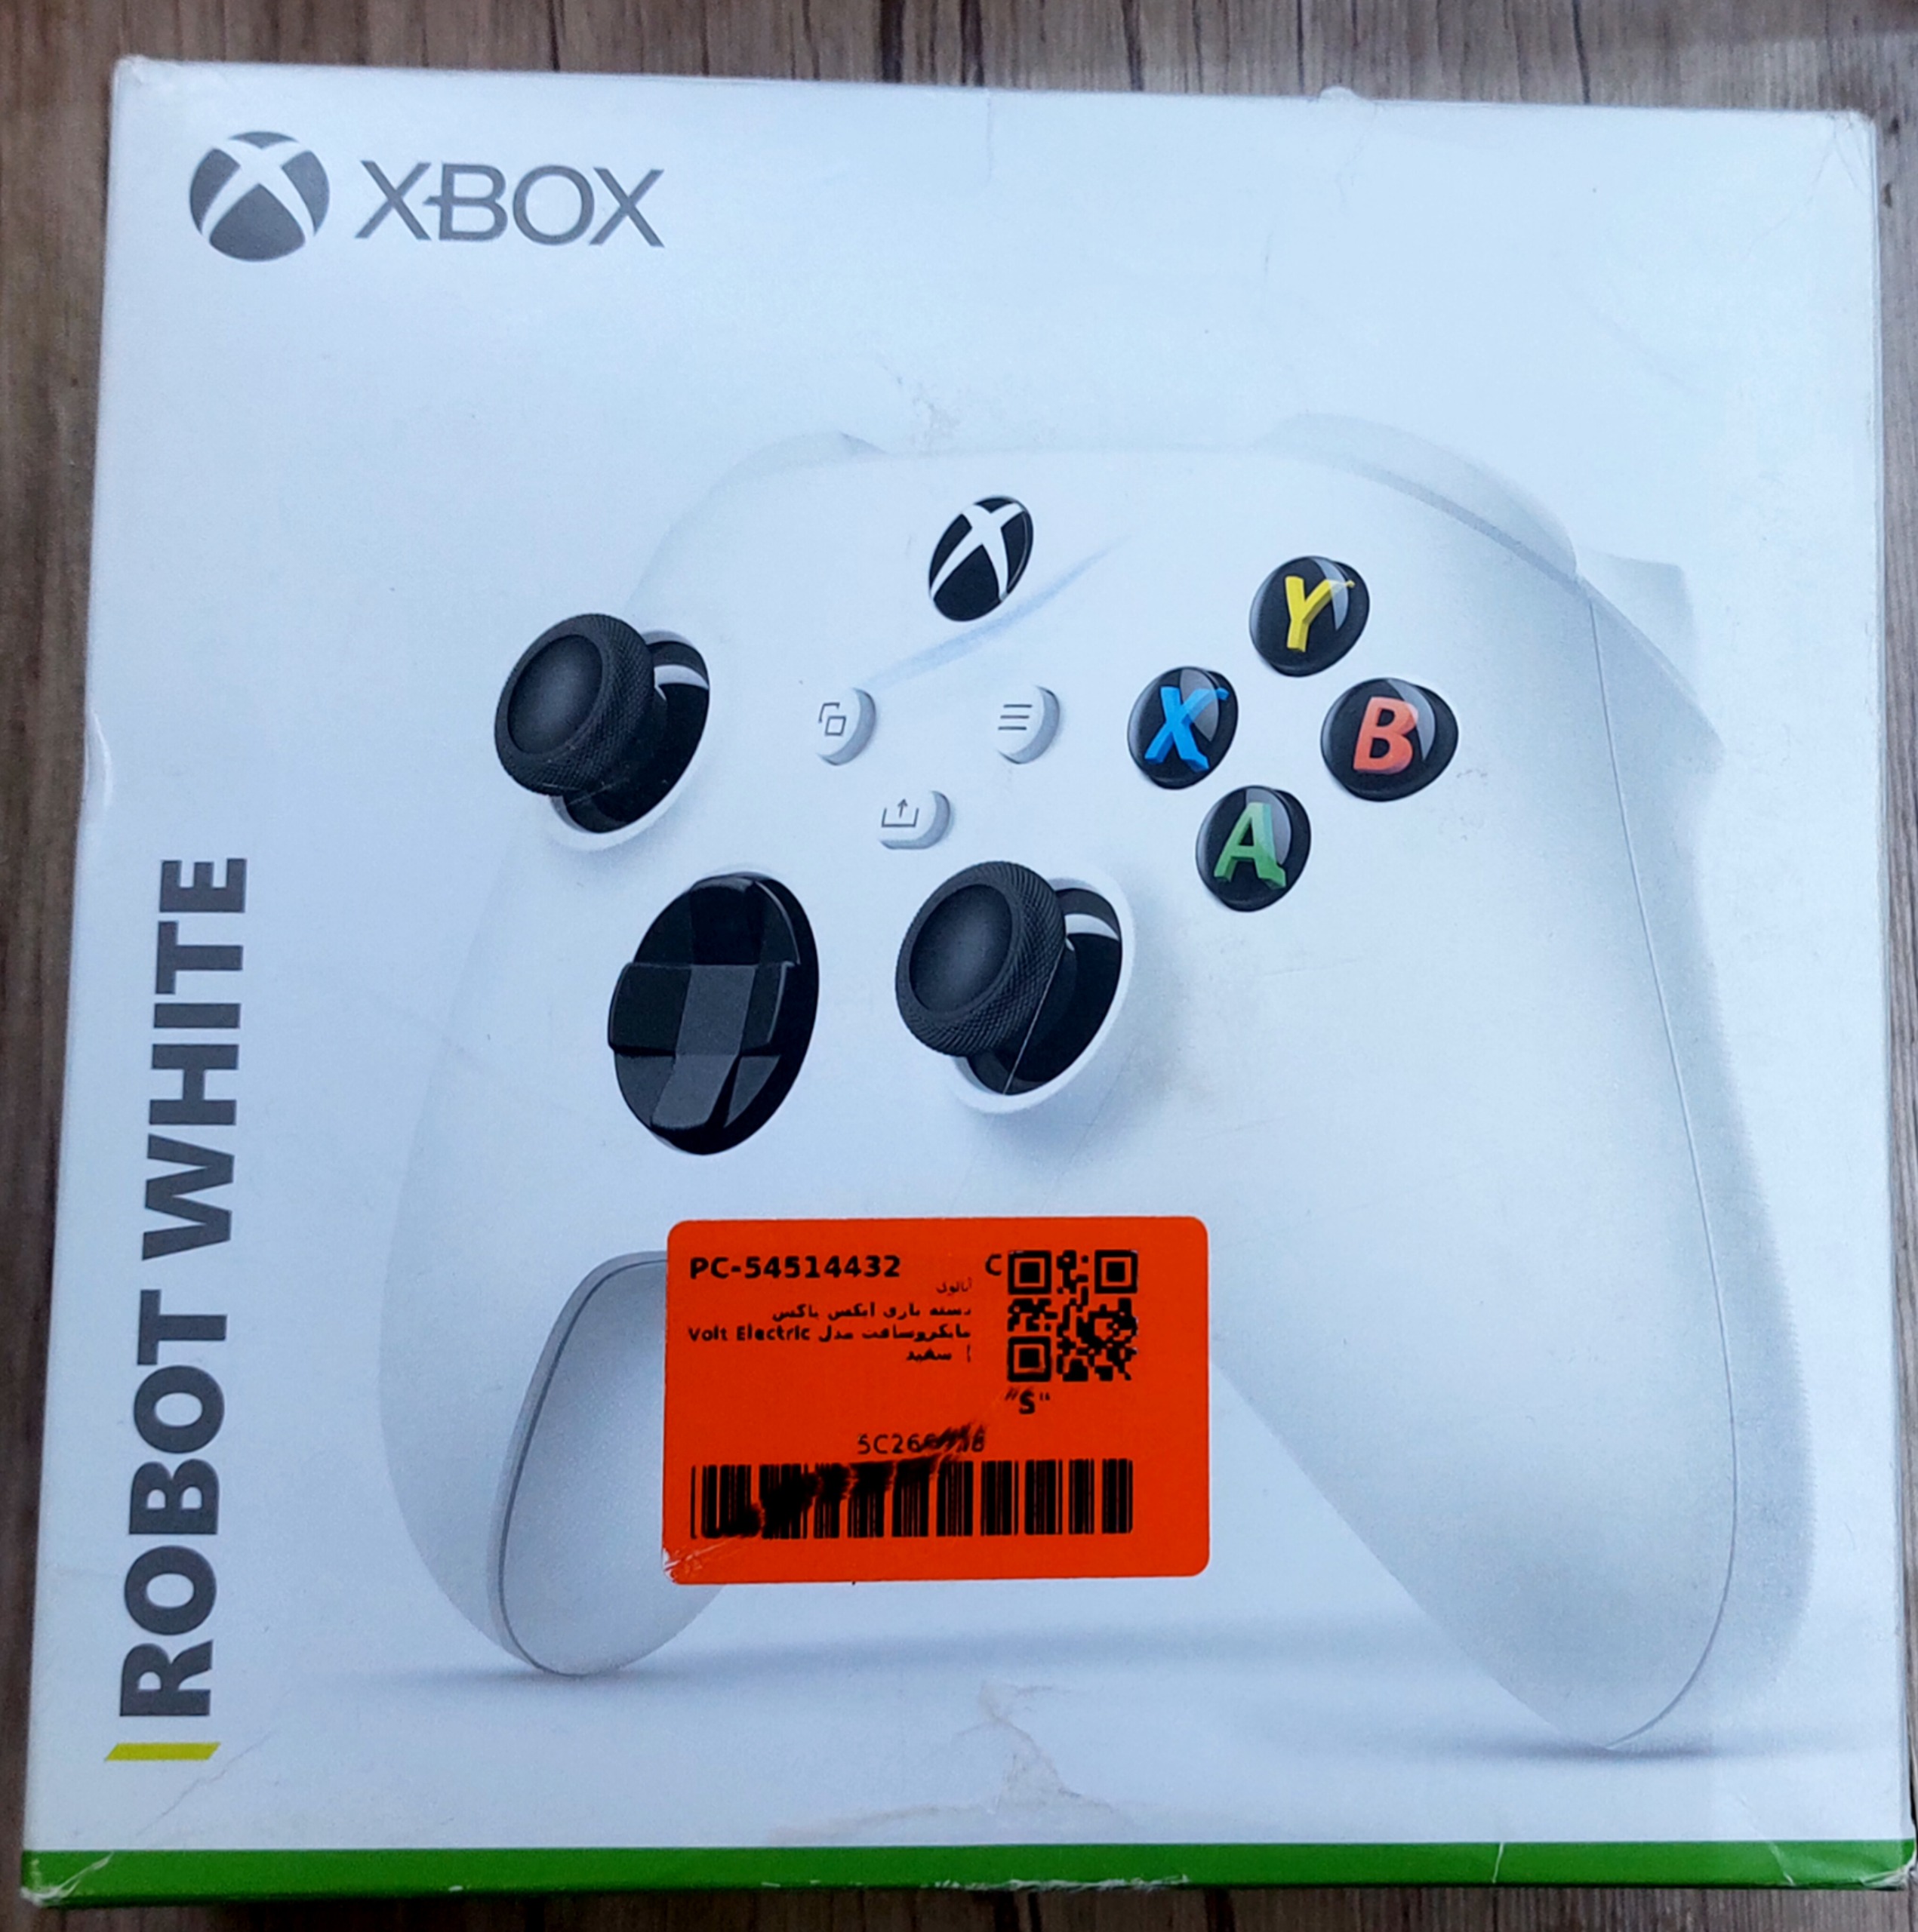 XBOX
Y
X
B
A
ROBOT WHITE
PC-54514432
C
دسته بازی ایکس باکس
مایکروسافت مدل Volt Electric
| سفید
"S"